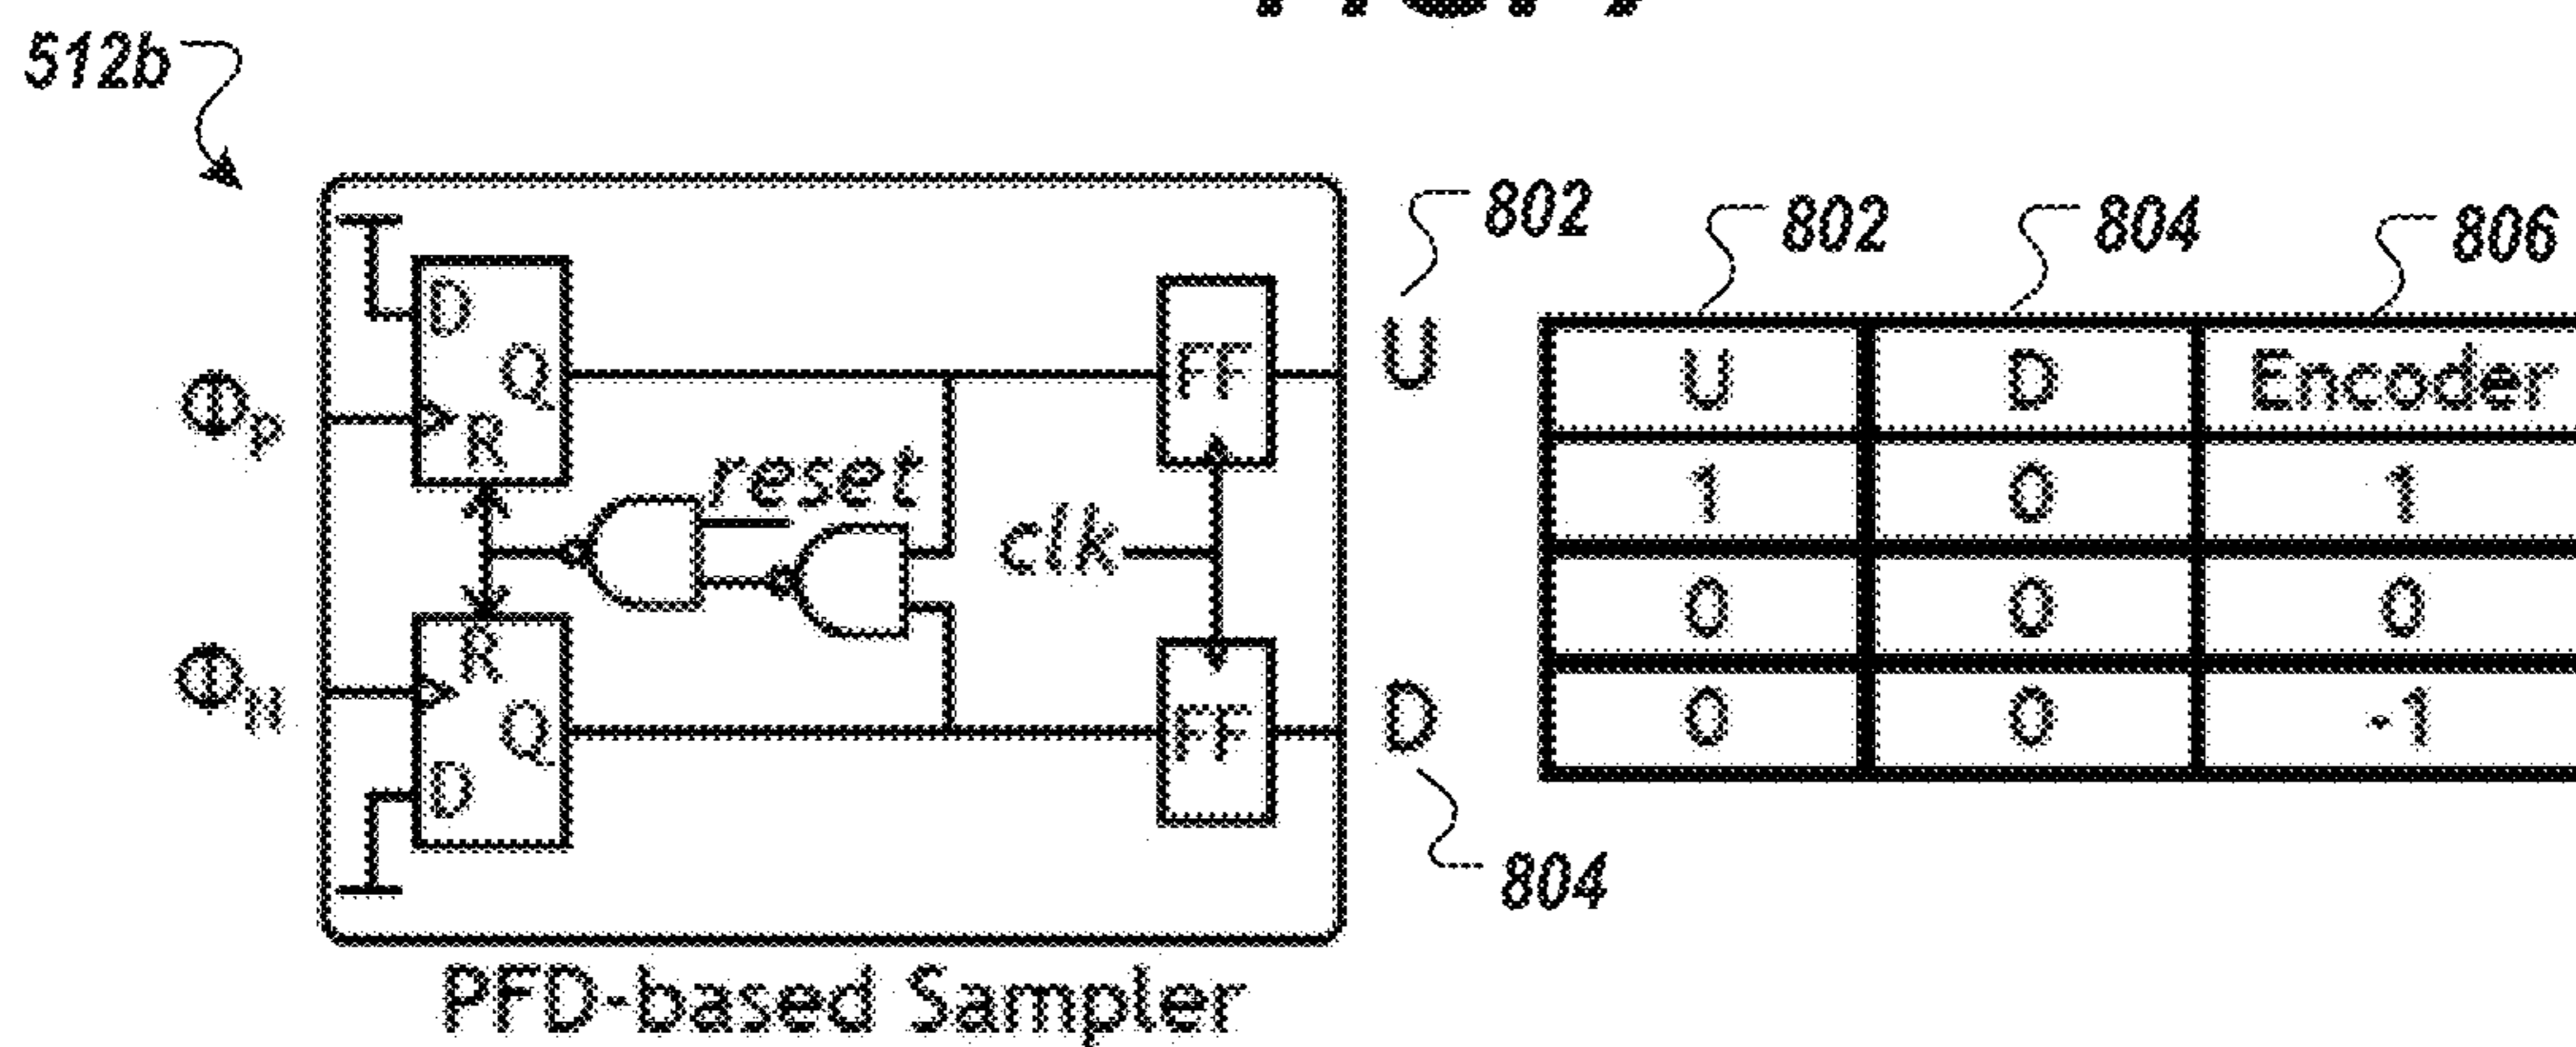 512b
802
802
804
806
D
Q
R
FF
U
ΦP
reset
clk
U D Encoder
1 0 1
0 0 0
0 0 -1
ΦN
R
Q
D
FF
D
804
PFD-based Sampler